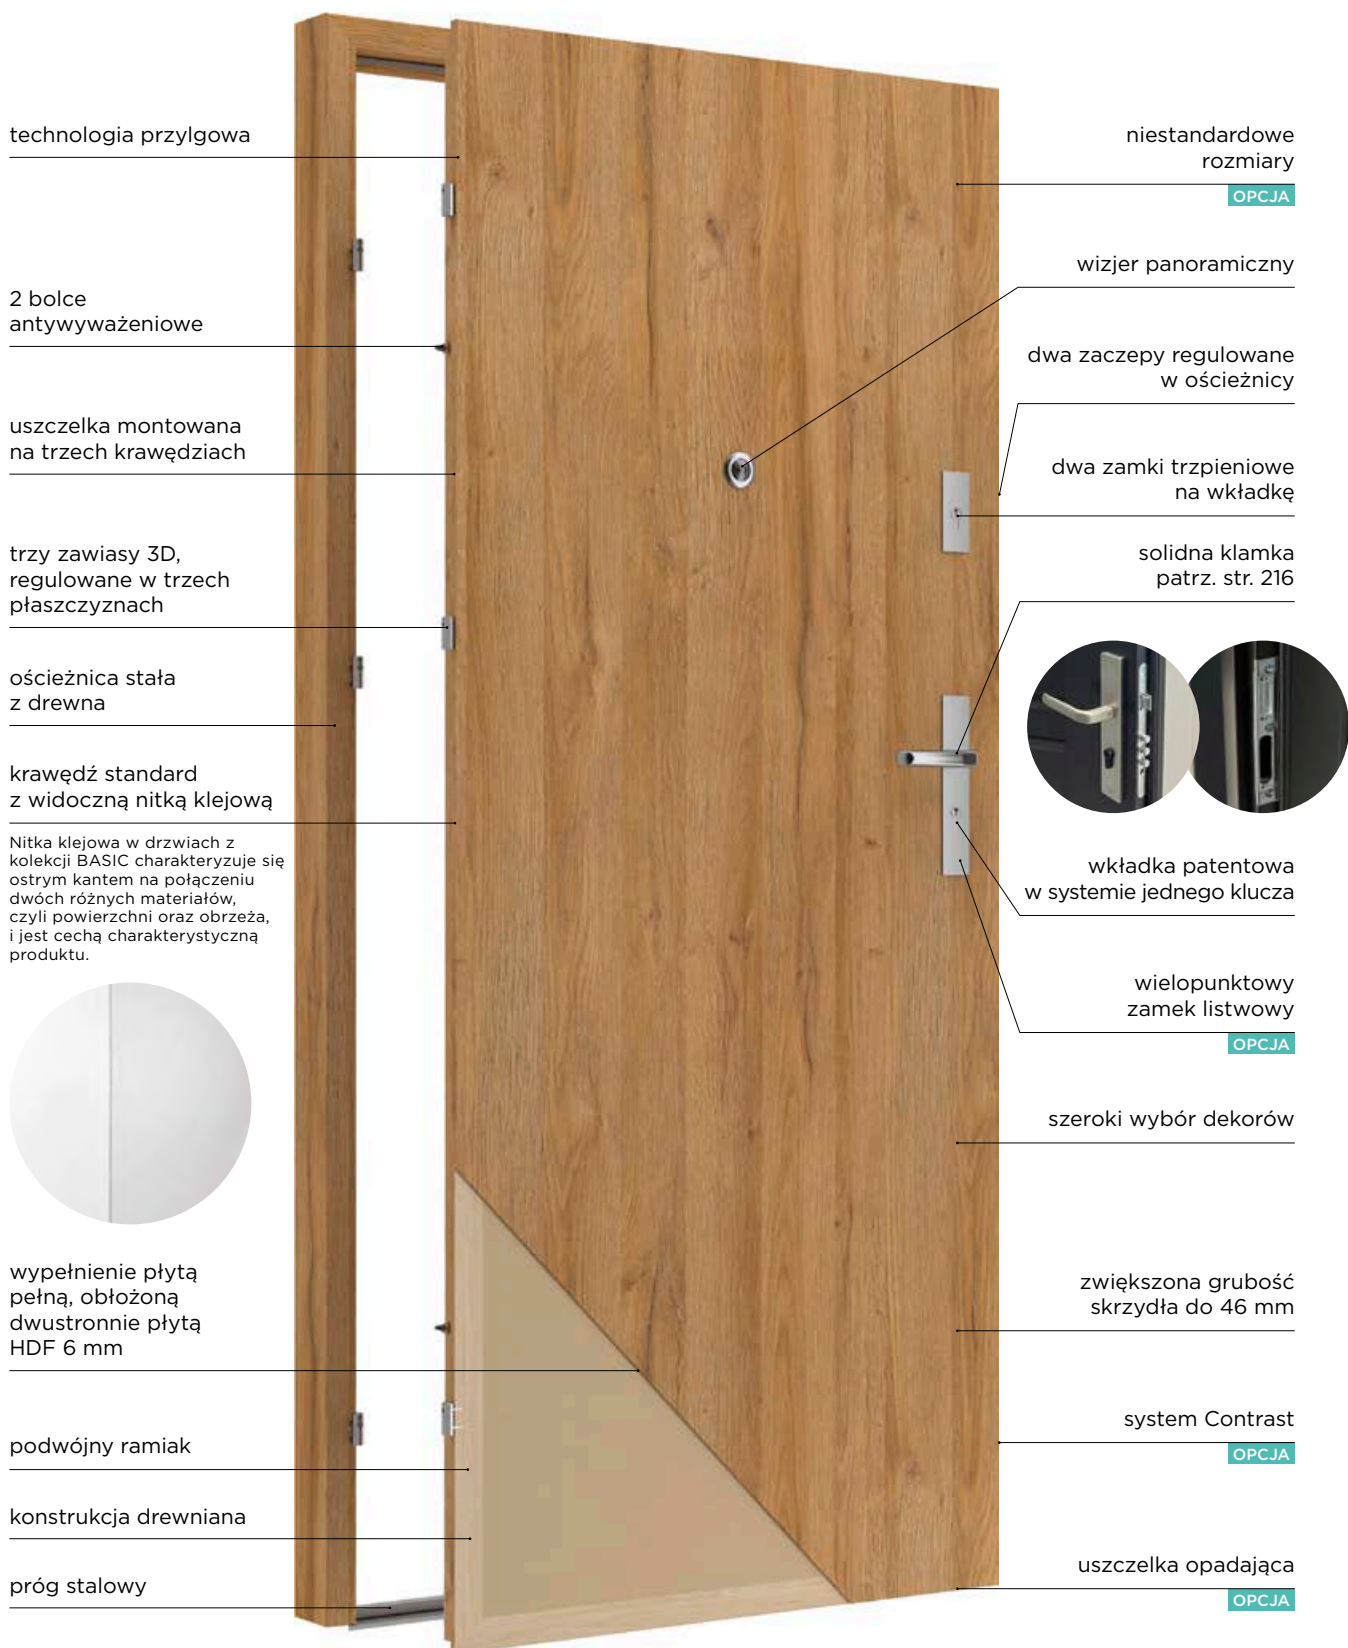 technologia przylgowa
2 bolce
antywyważeniowe
uszczelka montowana
na trzech krawędziach
trzy zawiasy 3D,
regulowane w trzech
płaszczyznach
ościeżnica stała
z drewna
krawędź standard
z widoczną nitką klejową
Nitka klejowa w drzwiach z
kolekcji BASIC charakteryzuje się
ostrym kantem na połączeniu
dwóch różnych materiałów,
czyli powierzchni oraz obrzeża,
i jest cechą charakterystyczną
produktu.
wypełnienie płytą
pełną, obłożoną
dwustronnie płytą
HDF 6 mm
podwójny ramiak
konstrukcja drewniana
próg stalowy
niestandardowe
rozmiary
OPCJA
wizjer panoramiczny
dwa zaczepy regulowane
w ościeżnicy
dwa zamki trzpieniowe
na wkładkę
solidna klamka
patrz. str. 216
wkładka patentowa
w systemie jednego klucza
wielopunktowy
zamek listwowy
OPCJA
szeroki wybór dekorów
zwiększona grubość
skrzydła do 46 mm
system Contrast
OPCJA
uszczelka opadająca
OPCJA